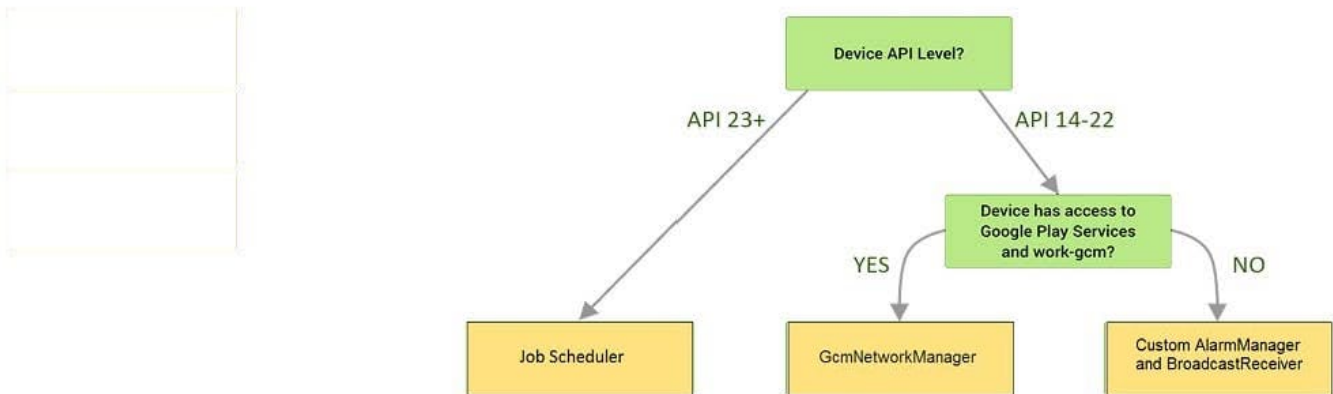 Device API Level?
API 23+
API 14-22
Device has access to
Google Play Services
and work-gcm?
YES
NO
Job Scheduler
GcmNetworkManager
Custom AlarmManager
and BroadcastReceiver